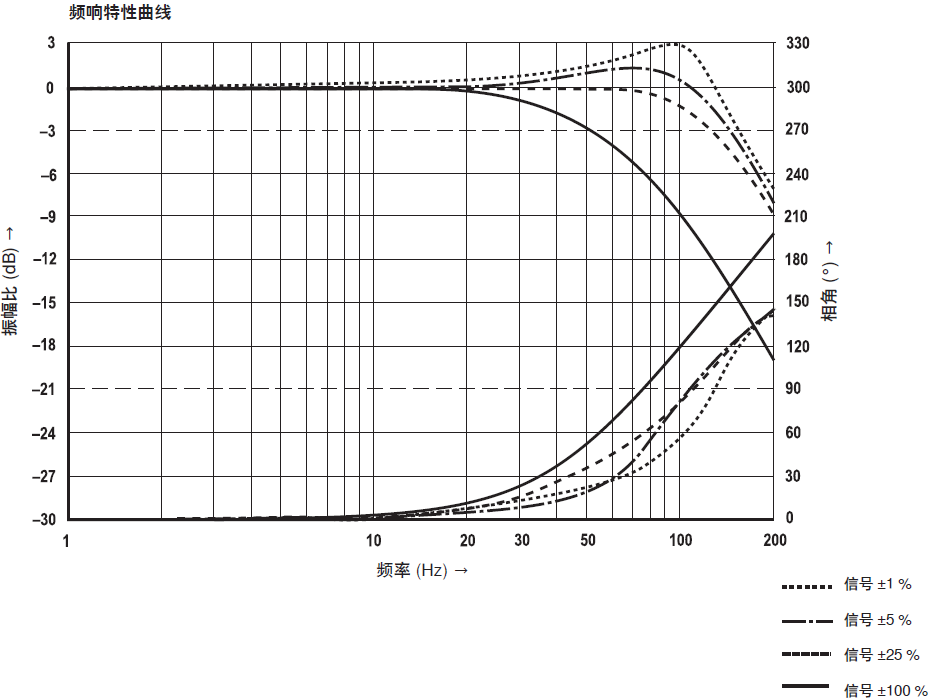 频响特性曲线
3
0
–3
–6
–9
–12
–15
–18
–21
–24
–27
–30
振幅比 (dB) →
330
300
270
240
210
180
150
120
90
60
30
0
相角 (°) →
1 10 20 30 50 100 200
频率 (Hz) →
信号 ±1 %
信号 ±5 %
信号 ±25 %
信号 ±100 %